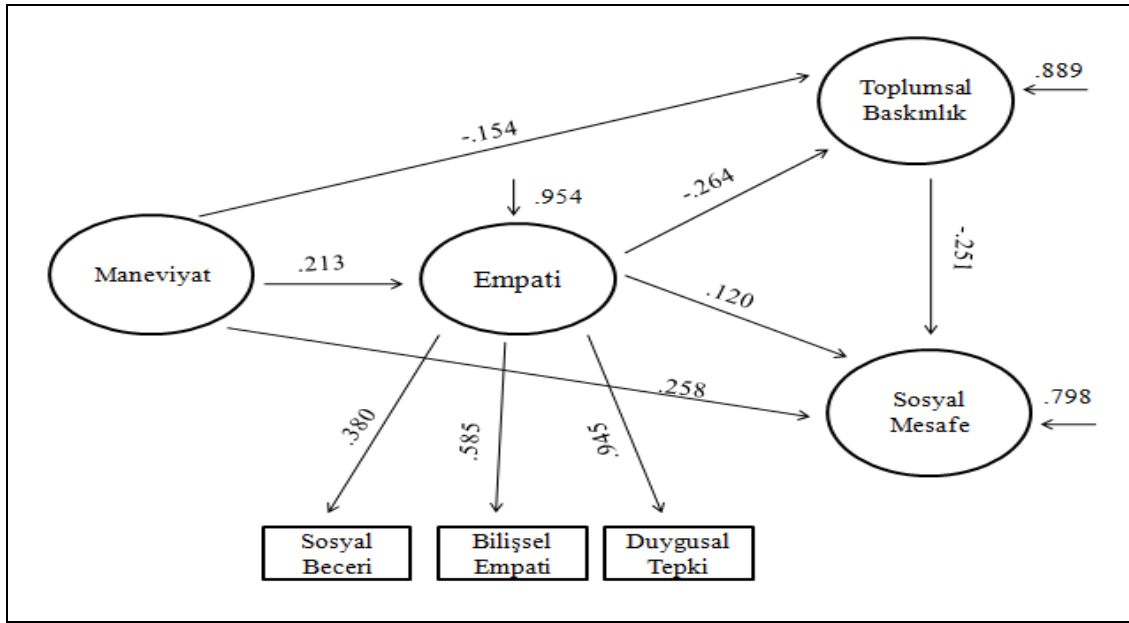 Toplumsal
Baskınlık
.889
-.154
-.264
.954
Maneviyat
.213
Empati
-.251
.120
.258
Sosyal
Mesafe
.798
.380
.585
.945
Sosyal
Beceri
Bilişsel
Empati
Duygusal
Tepki